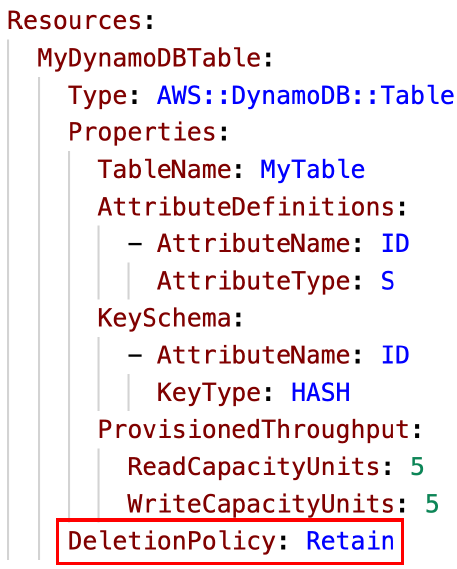 Resources:
MyDynamoDBTable:
Type: AWS::DynamoDB::Table
Properties:
TableName: MyTable
AttributeDefinitions:
- AttributeName: ID
AttributeType: S
KeySchema:
- AttributeName: ID
KeyType: HASH
ProvisionedThroughput:
ReadCapacityUnits: 5
WriteCapacityUnits: 5
DeletionPolicy: Retain